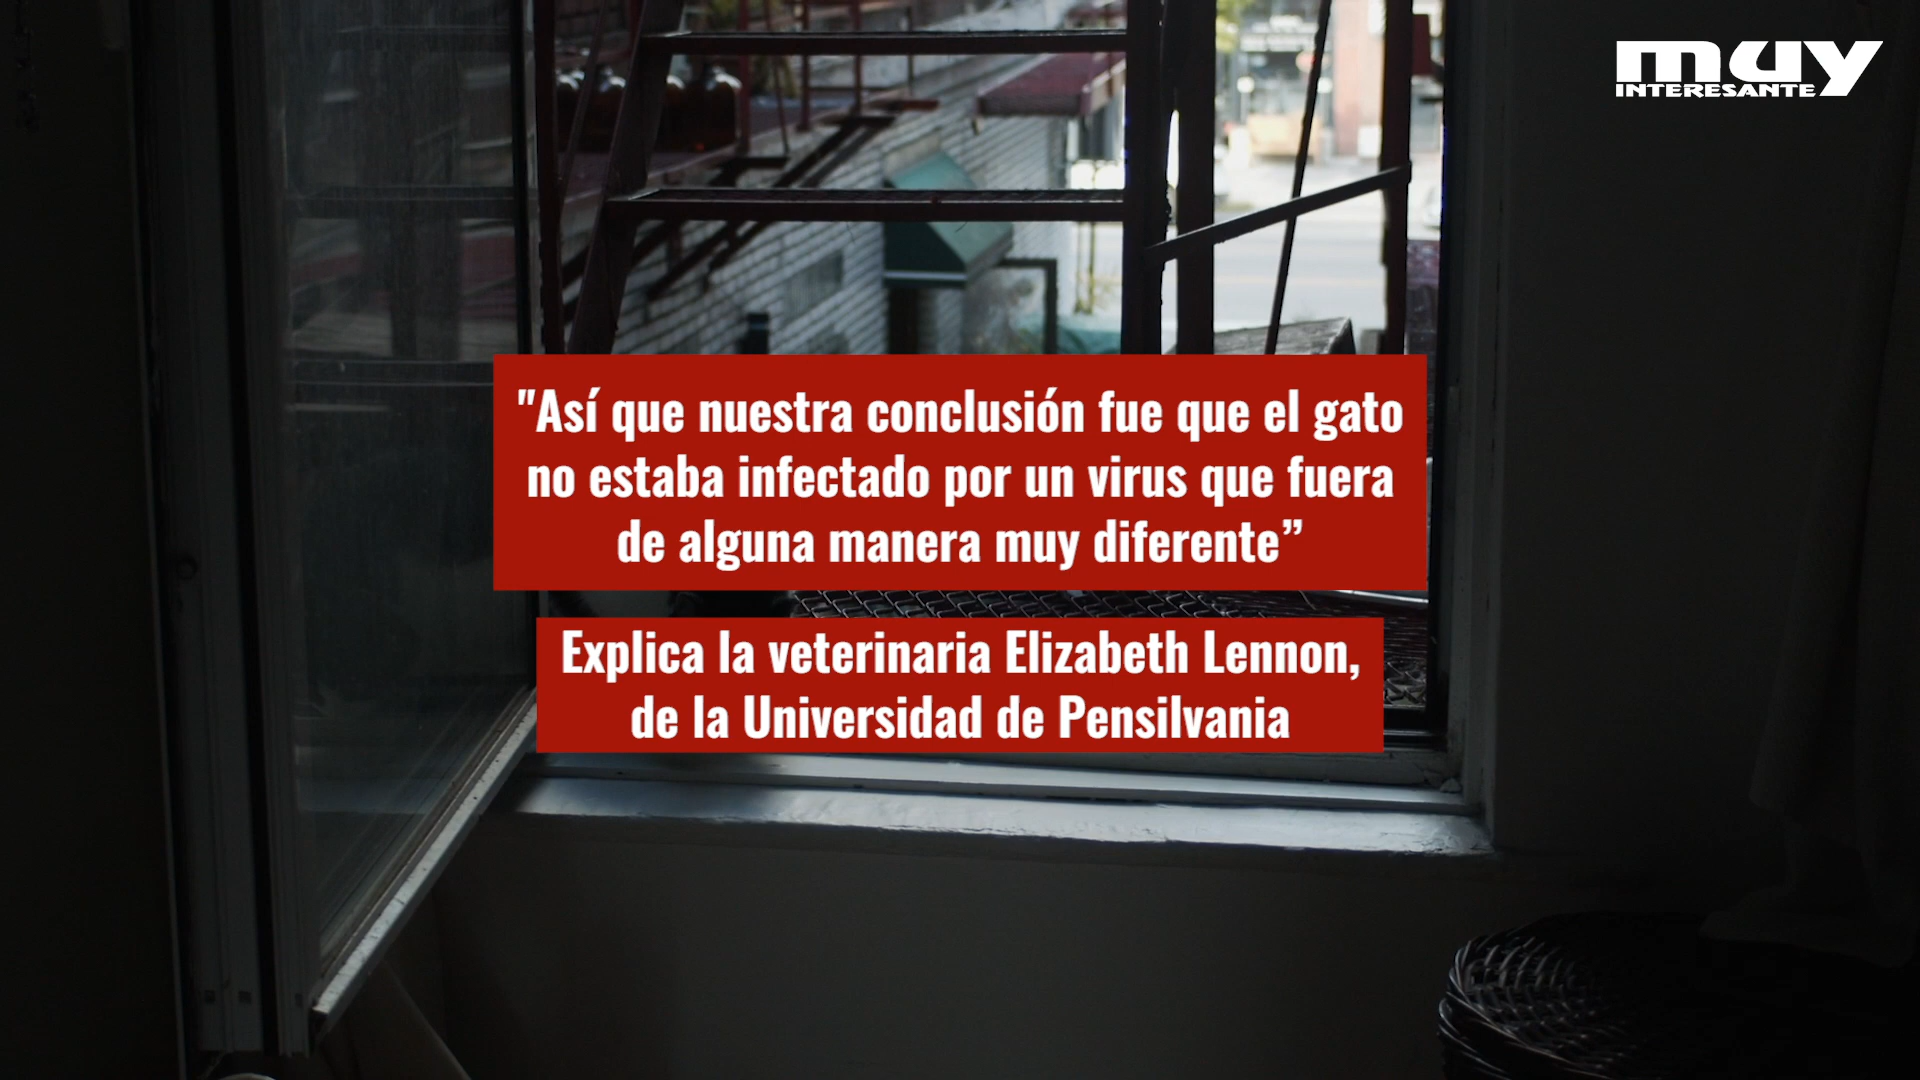 muy
INTERESANTE
"Así que nuestra conclusión fue que el gato
no estaba infectado por un virus que fuera
de alguna manera muy diferente”
Explica la veterinaria Elizabeth Lennon,
de la Universidad de Pensilvania